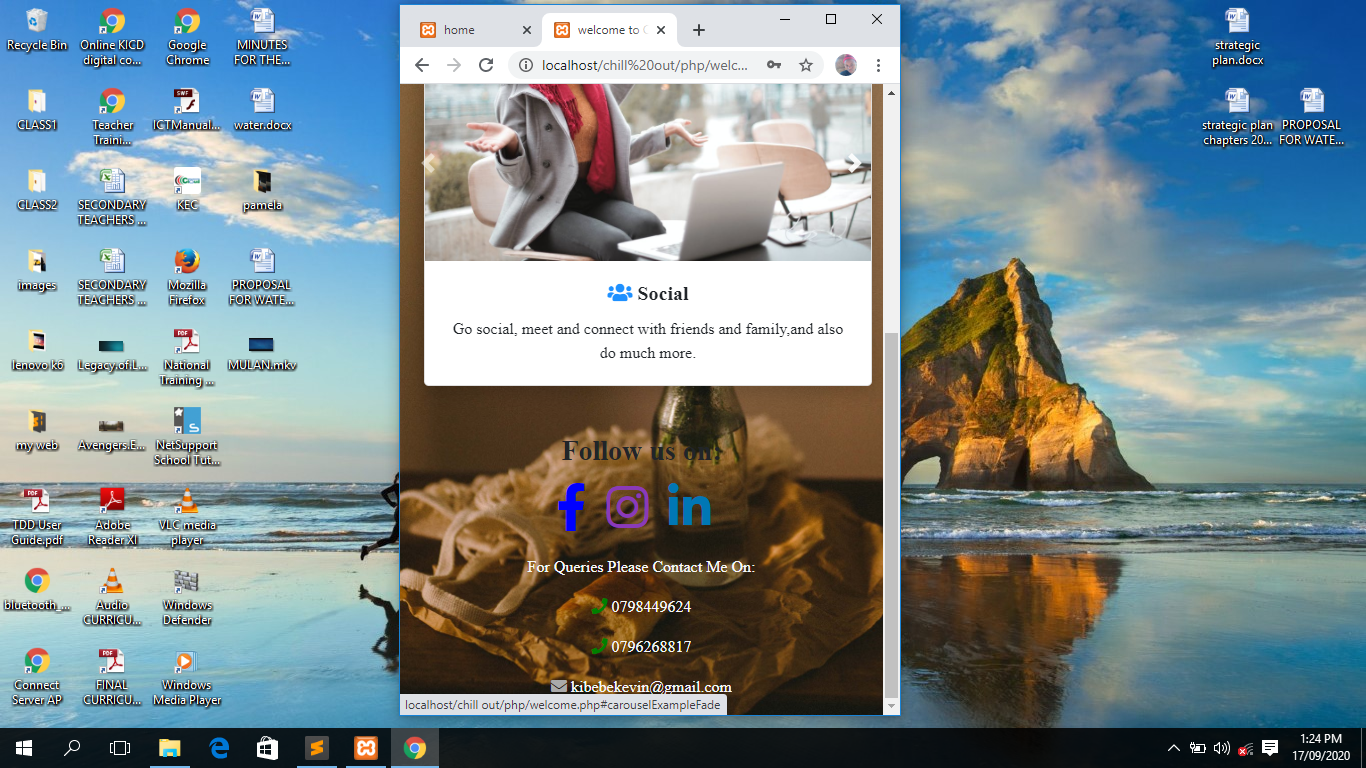 Recycle Bin
Online KICD
digital co...
Google
Chrome
MINUTES
FOR THE...
CLASS1
Teacher
Traini...
ICTManual...
water.docx
CLASS2
SECONDARY
TEACHERS ...
KEC
pamela
images
SECONDARY
TEACHERS ...
Mozilla
Firefox
PROPOSAL
FOR WATE...
lenovo k6
Legacy.of.L...
National
Training ...
MULAN.mkv
my web
Avengers.E...
NetSupport
School Tut...
TDD User
Guide.pdf
Adobe
Reader XI
VLC media
player
bluetooth_...
Audio
CURRICU...
Windows
Defender
Connect
Server AP
FINAL
CURRICU...
Windows
Media Player
home
welcome to C
localhost/chill%20out/php/welc...
Social
Go social, meet and connect with friends and family,and also
do much more.
Follow us on:
For Queries Please Contact Me On:
0798449624
0796268817
kibebekevin@gmail.com
localhost/chill out/php/welcome.php#carouselExampleFade
strategic
plan.docx
strategic plan
chapters 20...
PROPOSAL
FOR WATE...
1:24 PM
17/09/2020